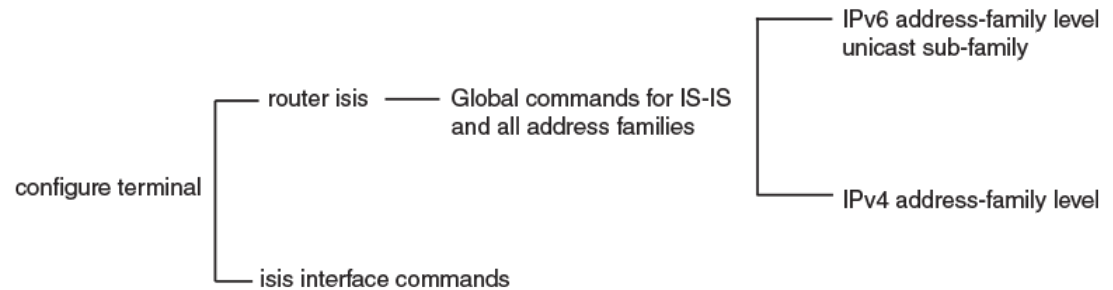 IPv6 address-family level
unicast sub-family
router isis
Global commands for IS-IS
and all address families
configure terminal
IPv4 address-family level
isis interface commands